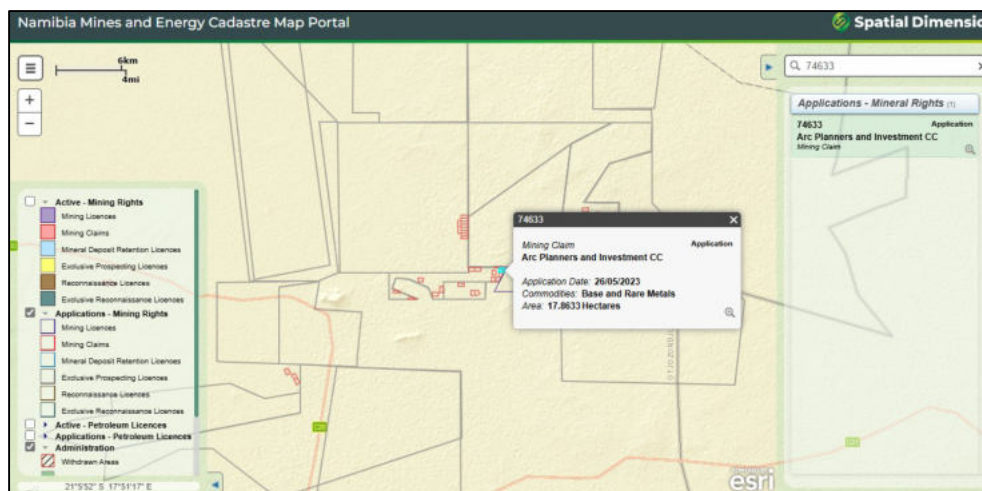 Namibia Mines and Energy Cadastre Map Portal
Spatial Dimensio
6km
4mi
+
−
74633
Applications - Mineral Rights (1)
74633 Application
Arc Planners and Investment CC
Mining Claim
74633
Mining Claim Application
Arc Planners and Investment CC
Application Date: 26/05/2023
Commodities: Base and Rare Metals
Area: 17.8633 Hectares
Active - Mining Rights
Mining Licences
Mining Claims
Mineral Deposit Retention Licences
Exclusive Prospecting Licences
Reconnaissance Licences
Exclusive Reconnaissance Licences
Applications - Mining Rights
Mining Licences
Mining Claims
Mineral Deposit Retention Licences
Exclusive Prospecting Licences
Reconnaissance Licences
Exclusive Reconnaissance Licences
Active - Petroleum Licences
Applications - Petroleum Licences
Administration
Withdrawn Areas
21°5'52" S 17°51'17" E
esri